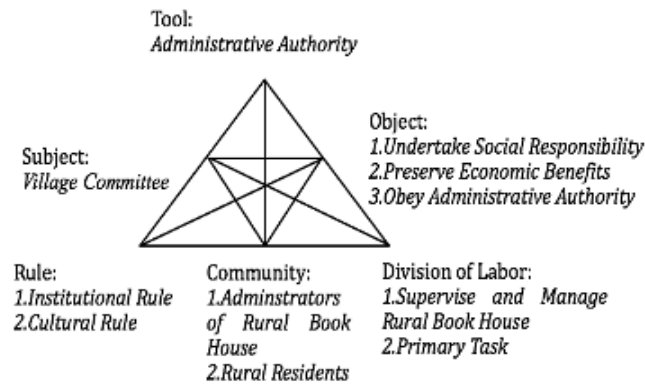 Tool:
Administrative Authority
Subject:
Village Committee
Object:
1.Undertake Social Responsibility
2.Preserve Economic Benefits
3.Obey Administrative Authority
Rule:
1.Institutional Rule
2.Cultural Rule
Community:
1.Adminstrators
of Rural Book
House
2.Rural Residents
Division of Labor:
1.Supervise and Manage
Rural Book House
2.Primary Task